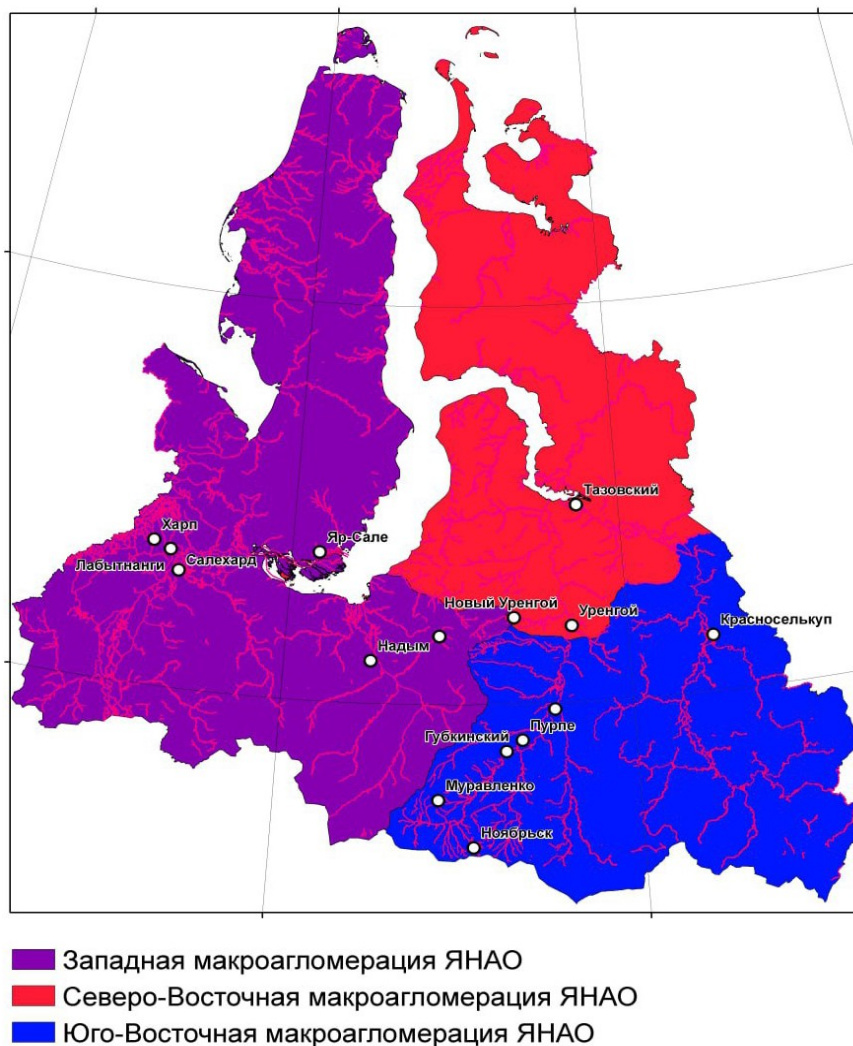 Тазовский
Харп
Яр-Сале
Лабытнанги
Салехард
Новый Уренгой
Уренгой
Красноселькуп
Надым
Пурпе
Губкинский
Муравленко
Ноябрьск
Западная макроагломерация ЯНАО
Северо-Восточная макроагломерация ЯНАО
Юго-Восточная макроагломерация ЯНАО